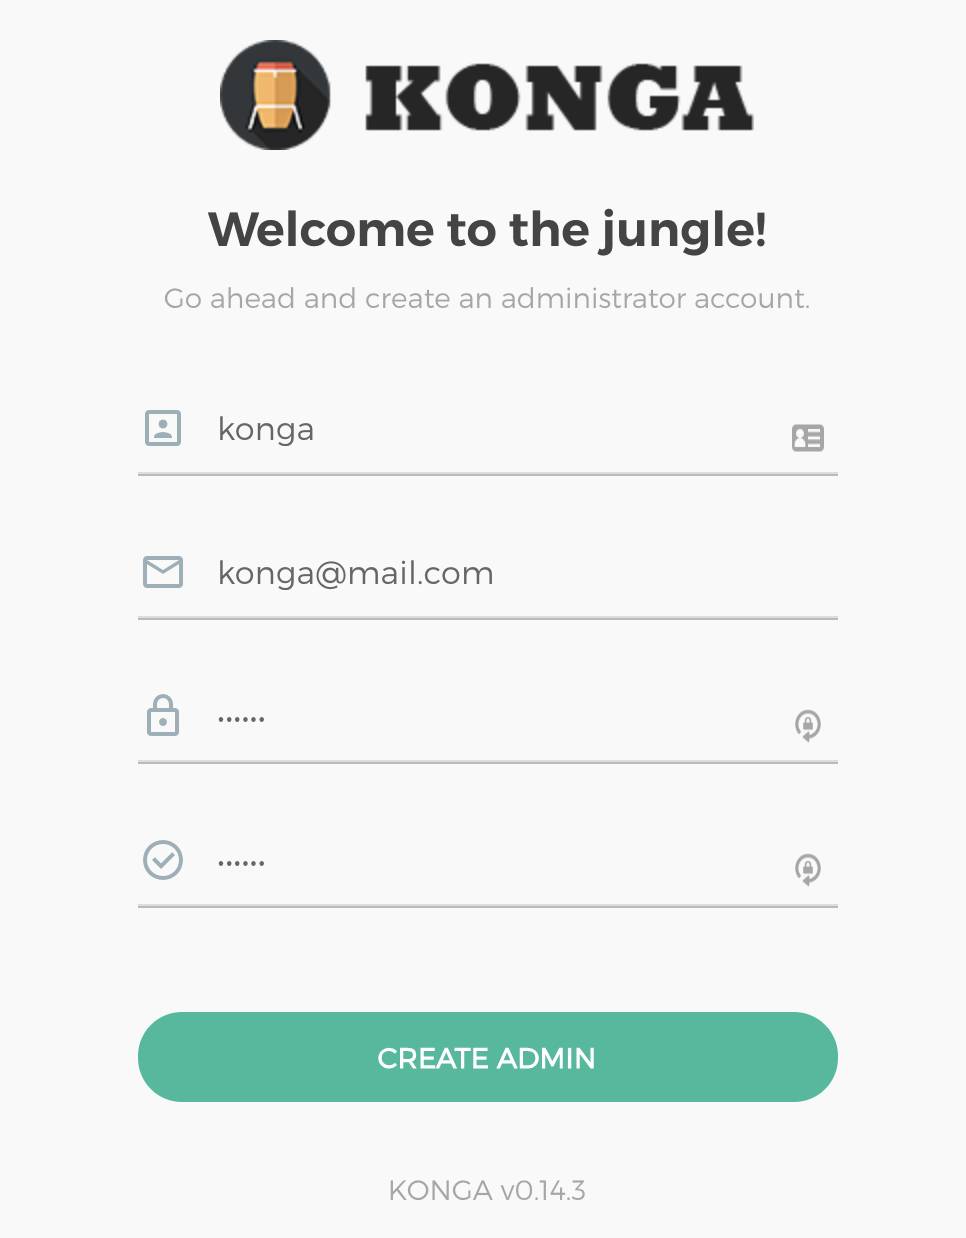 KONGA
Welcome to the jungle!
Go ahead and create an administrator account.
konga
konga@mail.com
••••••
••••••
CREATE ADMIN
KONGA v0.14.3